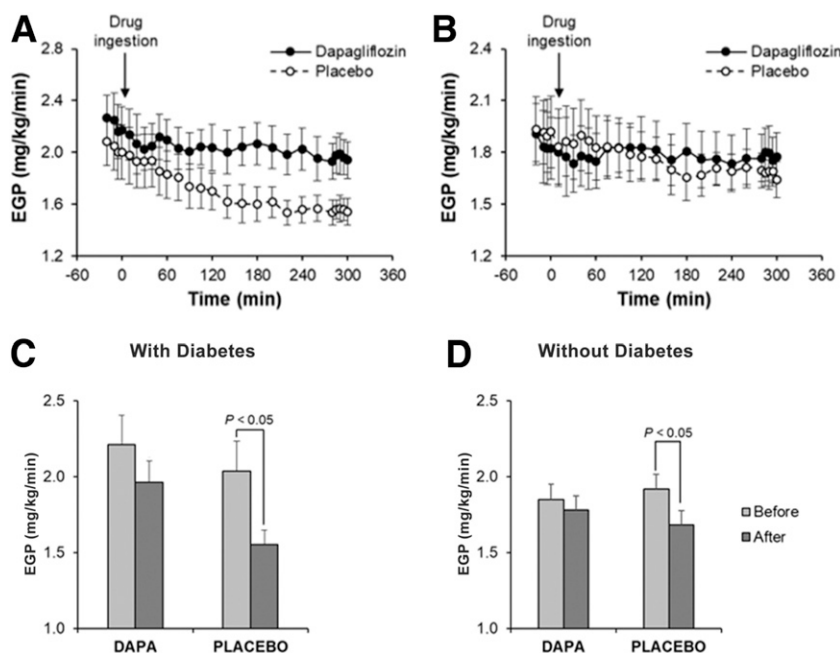 A
Drug
ingestion
Dapagliflozin
Placebo
EGP (mg/kg/min)
2.8
2.4
2.0
1.6
1.2
-60
0
60
120
180
240
300
360
Time (min)
B
Drug
ingestion
Dapagliflozin
Placebo
EGP (mg/kg/min)
2.4
2.1
1.8
1.5
1.2
-60
0
60
120
180
240
300
360
Time (min)
C
With Diabetes
EGP (mg/kg/min)
2.5
2.0
1.5
1.0
P < 0.05
DAPA
PLACEBO
D
Without Diabetes
EGP (mg/kg/min)
2.5
2.0
1.5
1.0
P < 0.05
DAPA
PLACEBO
Before
After